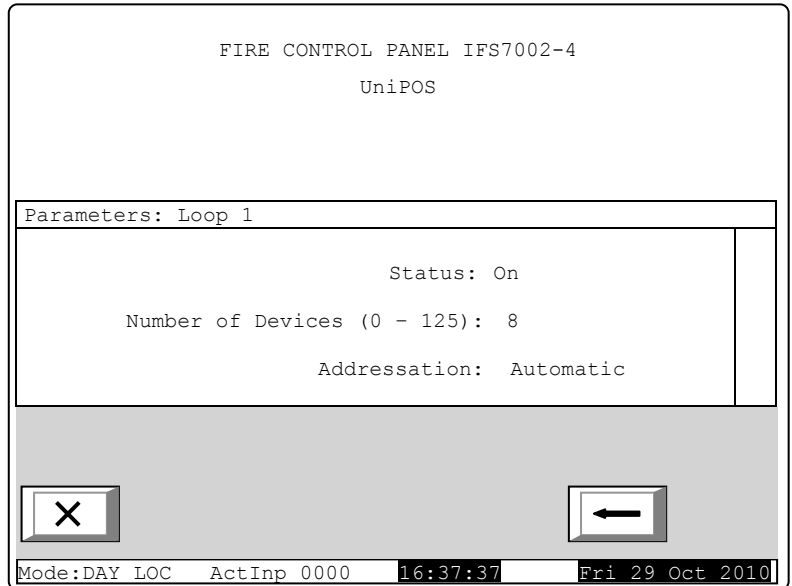 FIRE CONTROL PANEL IFS7002-4
UniPOS
Parameters: Loop 1
Status: On
Number of Devices (0 – 125): 8
Addressation: Automatic
Mode:DAY LOC ActInp 0000 16:37:37 Fri 29 Oct 2010